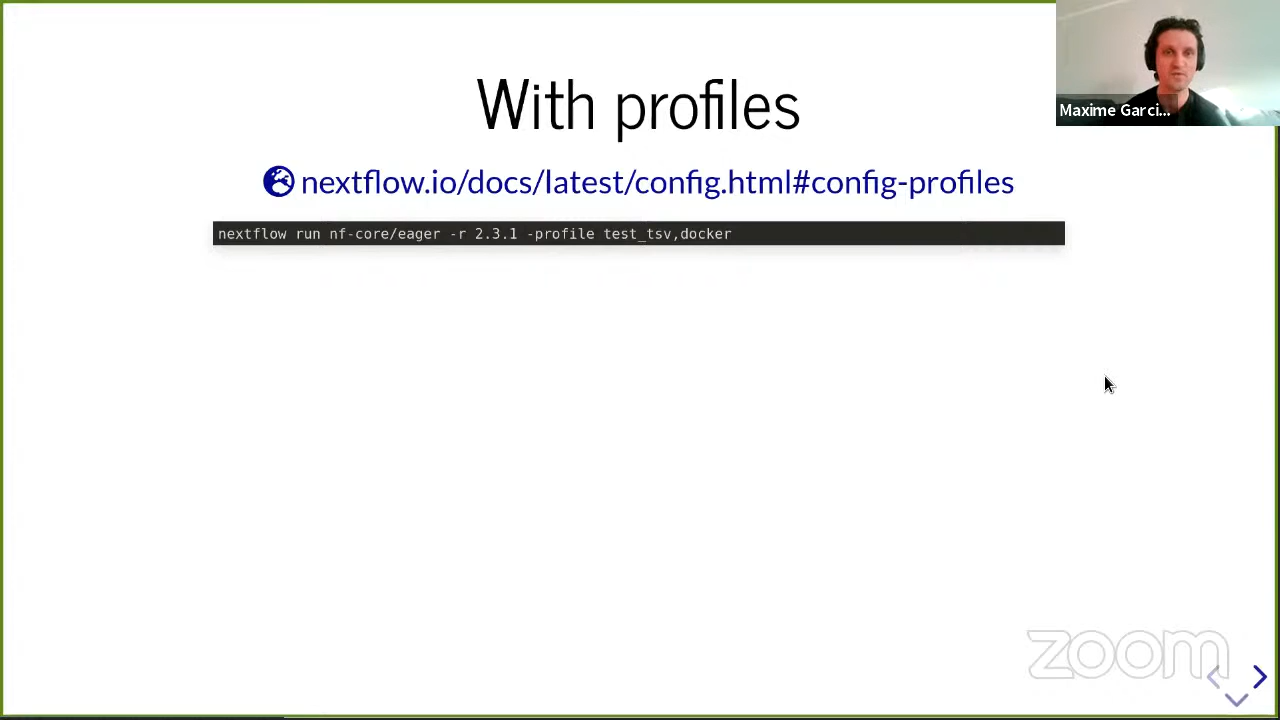 With profiles
Maxime Garci...
nextflow.io/docs/latest/config.html#config-profiles
nextflow run nf-core/eager -r 2.3.1 -profile test_tsv,docker
zoom